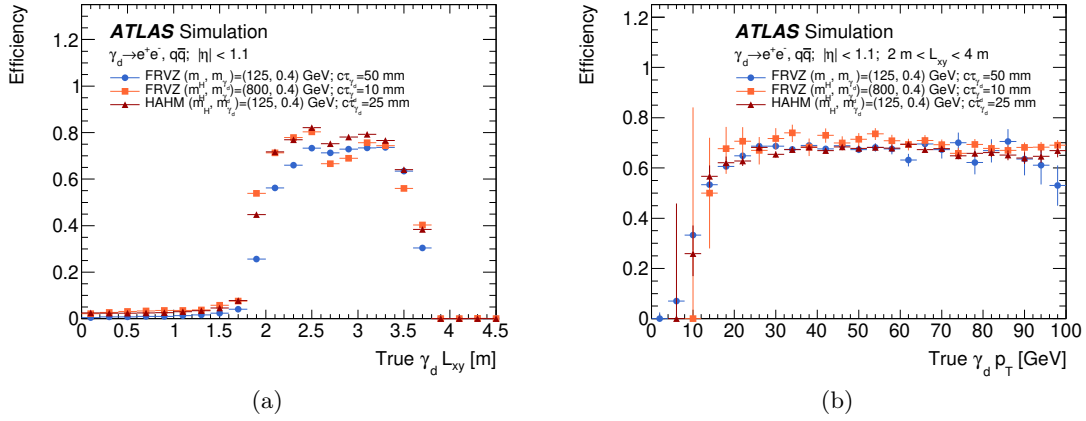 ATLAS Simulation
γd→e+e-, qq̄; |η| < 1.1
FRVZ (mH, mγd)=(125, 0.4) GeV; cτγd=50 mm
FRVZ (mH, mγd)=(800, 0.4) GeV; cτγd=10 mm
HAHM (mH, mγd)=(125, 0.4) GeV; cτγd=25 mm
Efficiency
1.2
1
0.8
0.6
0.4
0.2
0
0 0.5 1 1.5 2 2.5 3 3.5 4 4.5
True γd Lxy [m]
(a)
ATLAS Simulation
γd→e+e-, qq̄; |η| < 1.1; 2 m < Lxy < 4 m
FRVZ (mH, mγd)=(125, 0.4) GeV; cτγd=50 mm
FRVZ (mH, mγd)=(800, 0.4) GeV; cτγd=10 mm
HAHM (mH, mγd)=(125, 0.4) GeV; cτγd=25 mm
Efficiency
1.2
1
0.8
0.6
0.4
0.2
0
0 10 20 30 40 50 60 70 80 90 100
True γd pT [GeV]
(b)